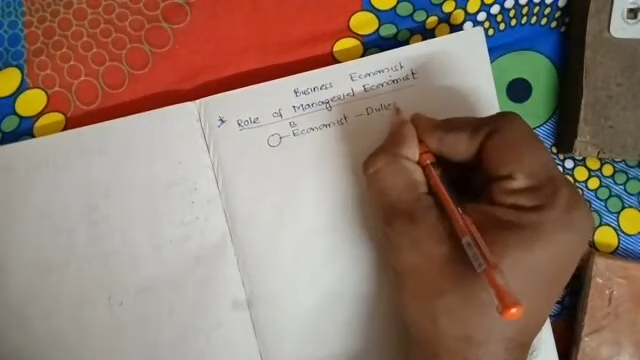 Business Economist
* Role of Managerial Economist
B
Economist - Duties